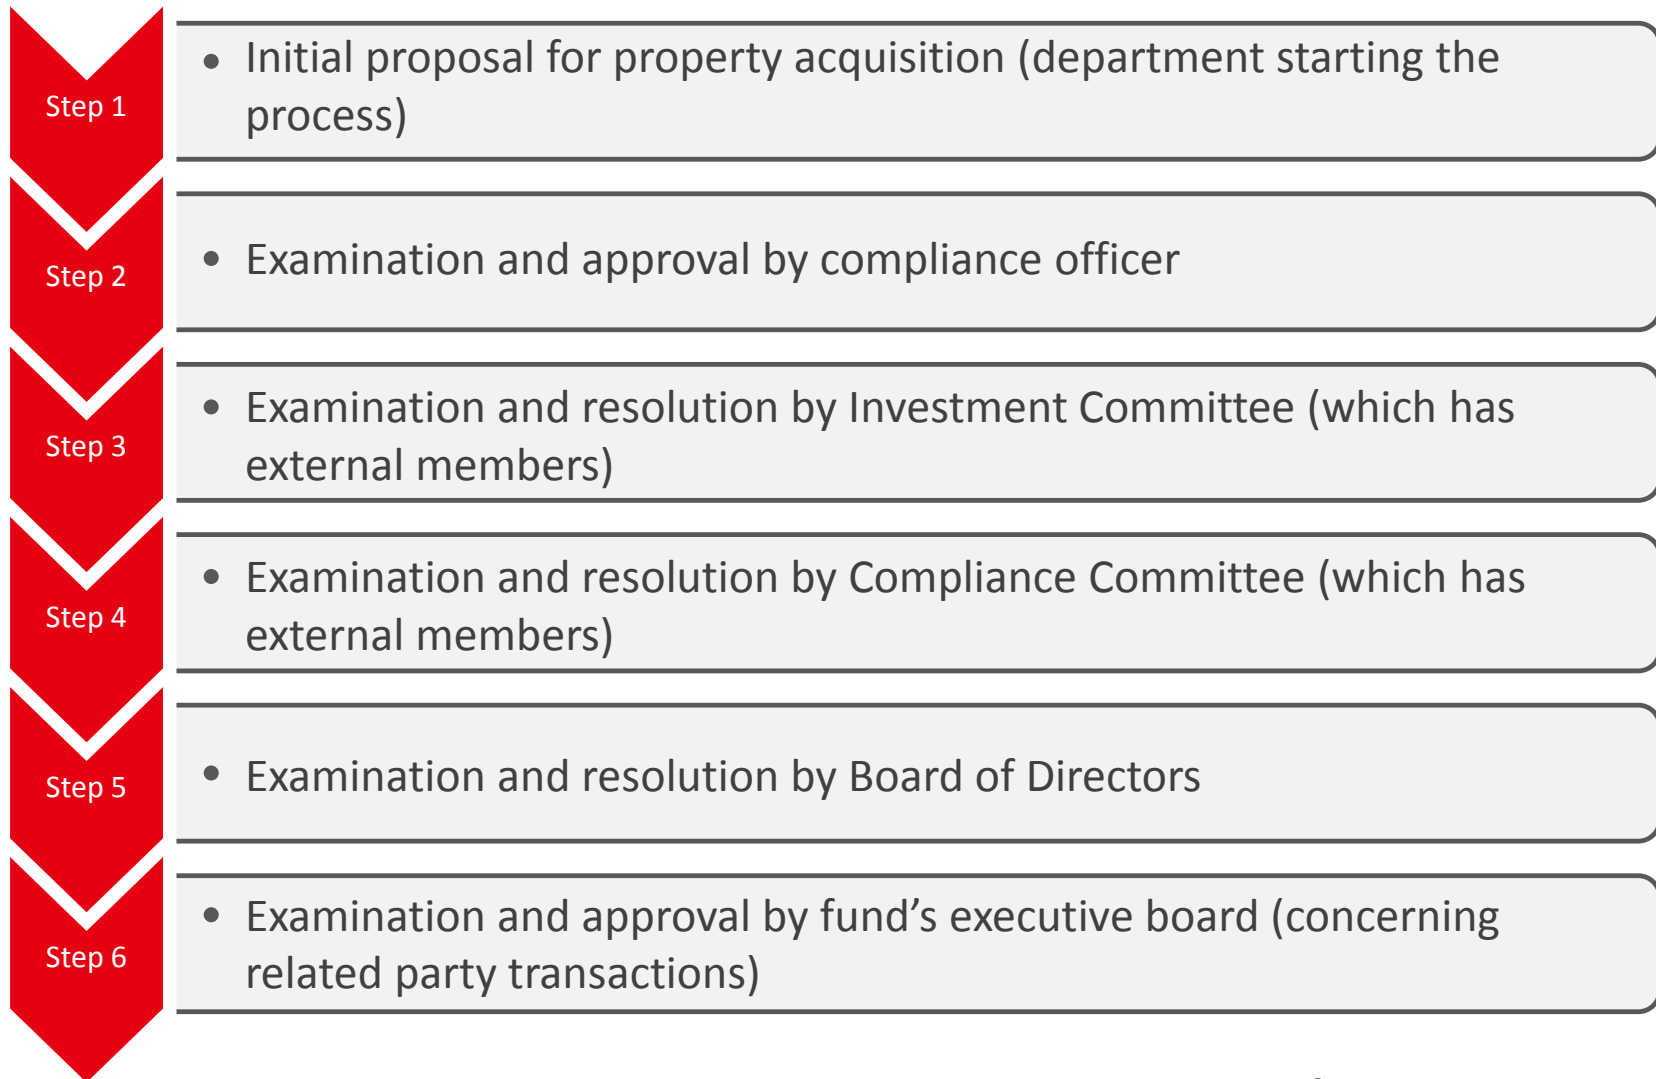 Step 1
• Initial proposal for property acquisition (department starting the
process)
Step 2
• Examination and approval by compliance officer
Step 3
• Examination and resolution by Investment Committee (which has
external members)
Step 4
• Examination and resolution by Compliance Committee (which has
external members)
Step 5
• Examination and resolution by Board of Directors
Step 6
• Examination and approval by fund’s executive board (concerning
related party transactions)